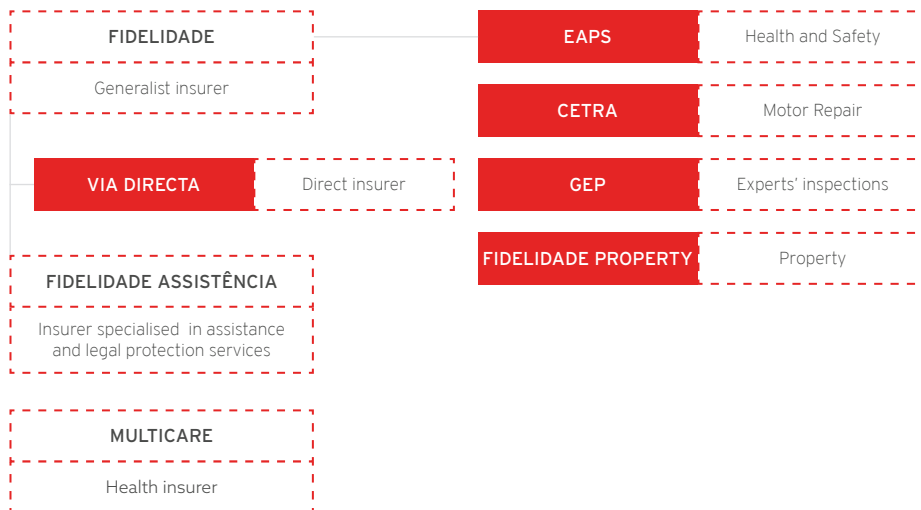 FIDELIDADE
Generalist insurer
EAPS
Health and Safety
CETRA
Motor Repair
VIA DIRECTA
Direct insurer
GEP
Experts' inspections
FIDELIDADE PROPERTY
Property
FIDELIDADE ASSISTÊNCIA
Insurer specialised in assistance
and legal protection services
MULTICARE
Health insurer